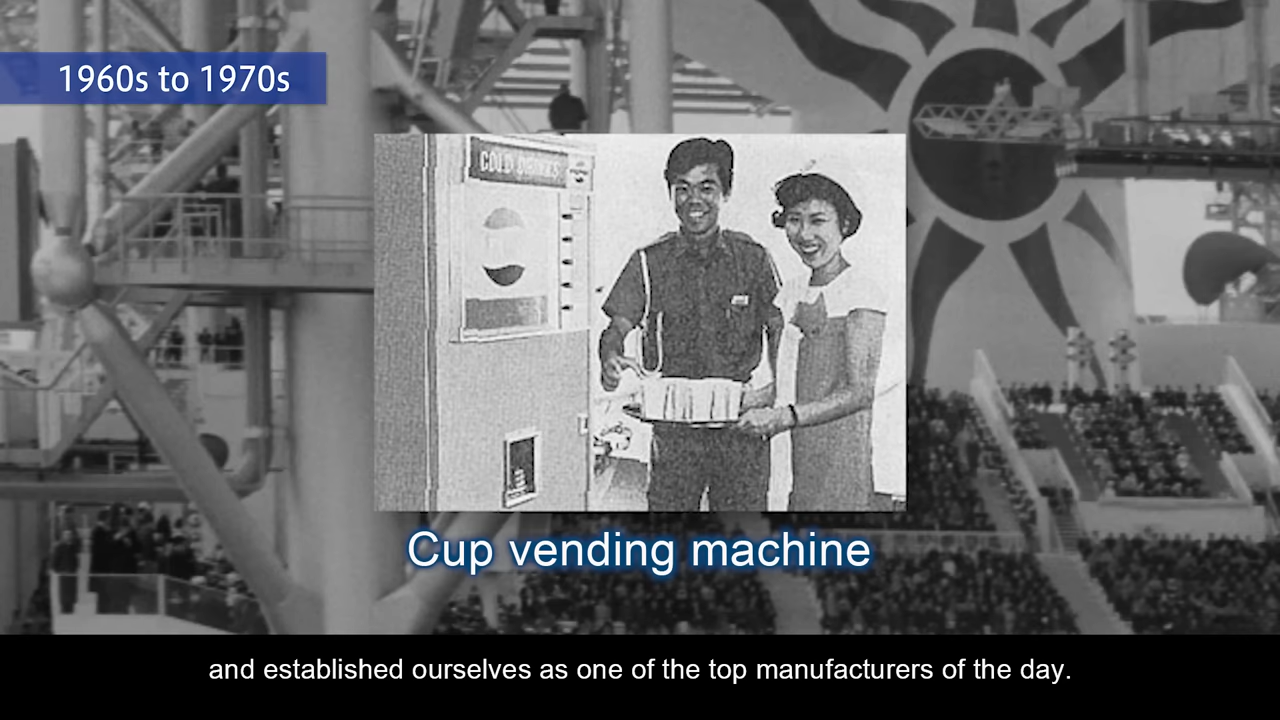 1960s to 1970s
COLD DRINKS
Cup vending machine
and established ourselves as one of the top manufacturers of the day.